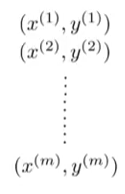 (x^{(1)}, y^{(1)})
(x^{(2)}, y^{(2)})
⋮
(x^{(m)}, y^{(m)})